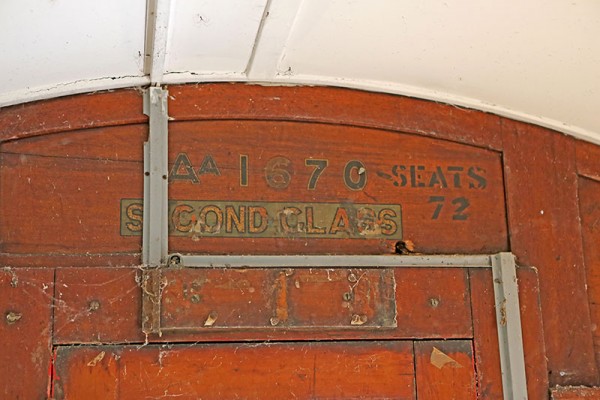 AA 1670 SEATS
72
SECOND CLASS